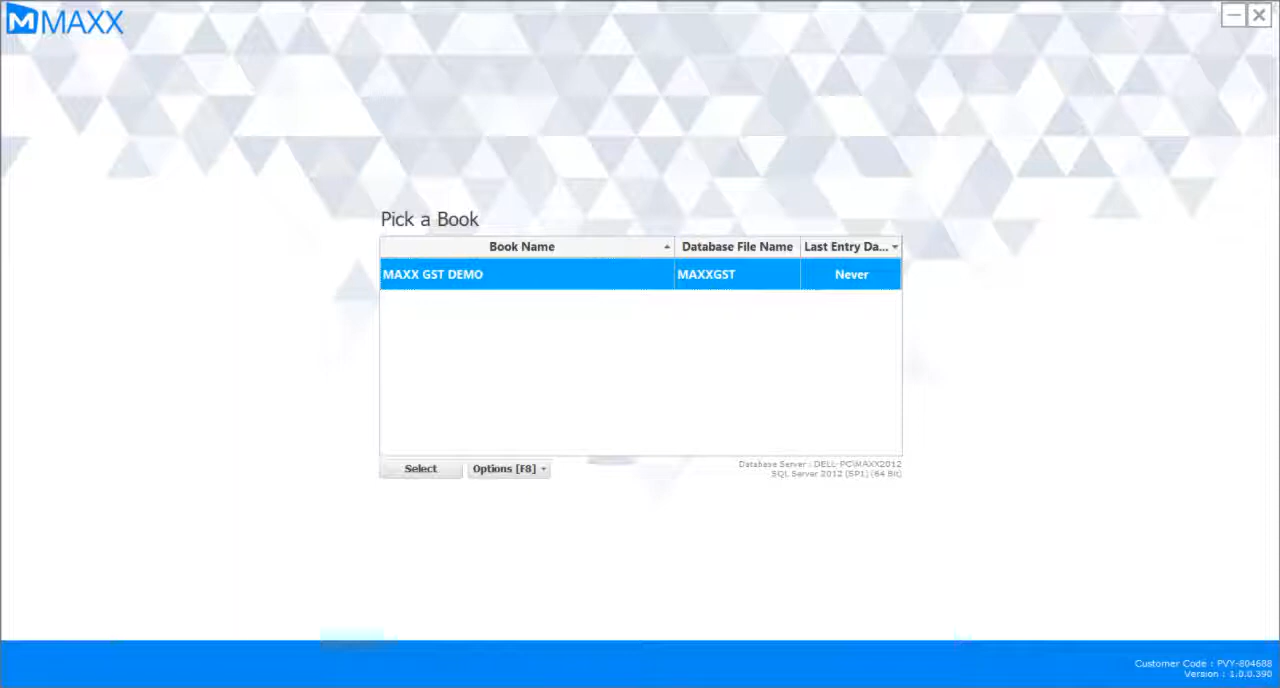 MAXX
Pick a Book
Book Name Database File Name Last Entry Da...
MAXX GST DEMO MAXXGST Never
Select Options [F8]
Database Server : DELL-PC\MAXX2012
SQL Server 2012 (SP1) (64 Bit)
Customer Code : PVY-804688
Version : 1.0.0.390